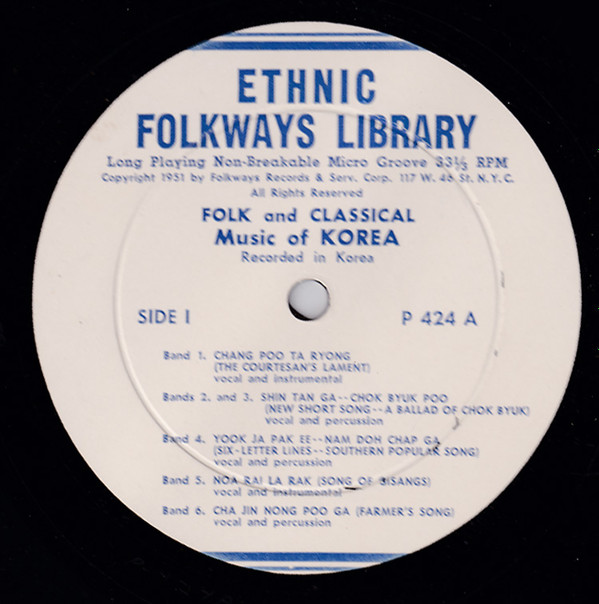 ETHNIC
FOLKWAYS LIBRARY
Long Playing Non-Breakable Micro Groove 33⅓ RPM
Copyright 1951 by Folkways Records & Serv. Corp. 117 W. 46 St. N.Y.C.
All Rights Reserved
FOLK and CLASSICAL
Music of KOREA
Recorded in Korea
SIDE I P 424 A
Band 1. CHANG POO TA RYONG
(THE COURTESAN'S LAMENT)
vocal and instrumental
Bands 2. and 3. SHIN TAN GA--CHOK BYUK POO
(NEW SHORT SONG--A BALLAD OF CHOK BYUK)
vocal and percussion
Band 4. YOOK JA PAK EE--NAM DOH CHAP GA
(SIX-LETTER LINES--SOUTHERN POPULAR SONG)
vocal and percussion
Band 5. NOA RAI LA RAK (SONG OF GISANGS)
vocal and instrumental
Band 6. CHA JIN NONG POO GA (FARMER'S SONG)
vocal and percussion